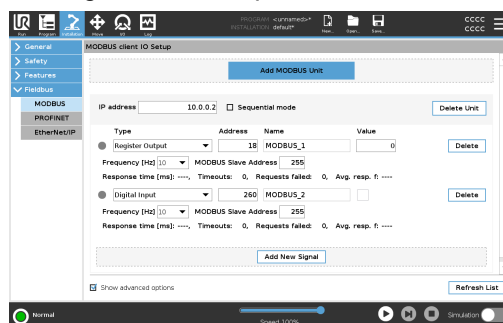 PROGRAM <unnamed>*
INSTALLATION default*
CCCC
CCCC
Run Program Installation Move I/O Log New... Open... Save...
General
Safety
Features
Fieldbus
MODBUS
PROFINET
EtherNet/IP
MODBUS client IO Setup
Add MODBUS Unit
IP address 10.0.0.2 Sequential mode Delete Unit
Type Address Name Value
Register Output 18 MODBUS_1 0 Delete
Frequency [Hz] 10 MODBUS Slave Address 255
Response time [ms]: ----, Timeouts: 0, Requests failed: 0, Avg. resp. f: ----
Digital Input 260 MODBUS_2 Delete
Frequency [Hz] 10 MODBUS Slave Address 255
Response time [ms]: ----, Timeouts: 0, Requests failed: 0, Avg. resp. f: ----
Add New Signal
Show advanced options Refresh List
Normal Speed 100% Simulation